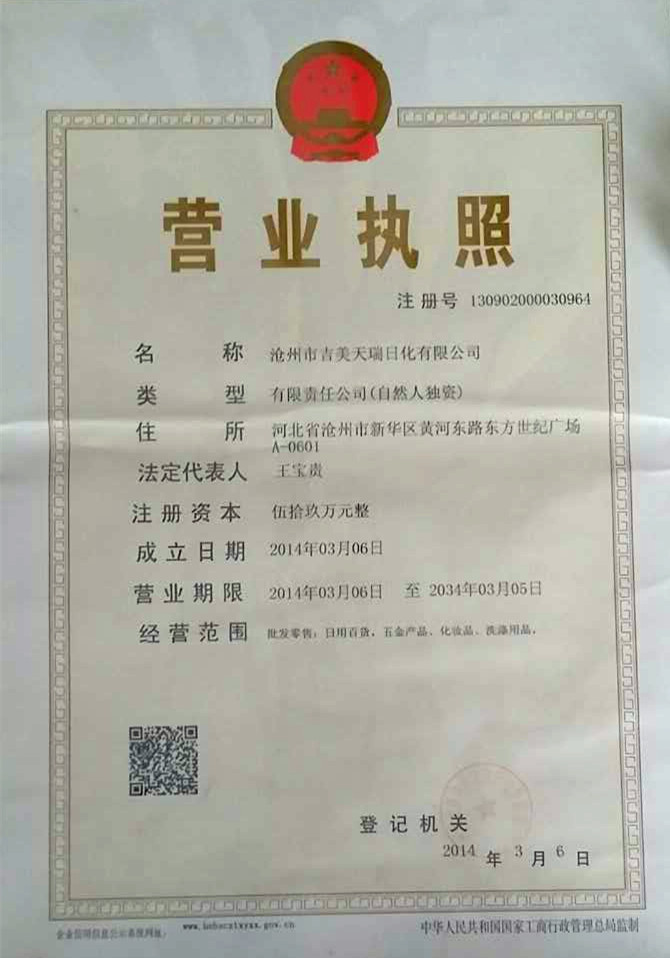 营业执照
注册号 130902000030964
名称 沧州市吉美天瑞日化有限公司
类型 有限责任公司(自然人独资)
住所 河北省沧州市新华区黄河东路东方世纪广场
A-0601
法定代表人 王宝贵
注册资本 伍拾玖万元整
成立日期 2014年03月06日
营业期限 2014年03月06日 至 2034年03月05日
经营范围 批发零售：日用百货、五金产品、化妆品、洗涤用品。
登记机关
2014 年 3 月 6 日
企业信用信息公示系统网址：
中华人民共和国国家工商行政管理总局监制